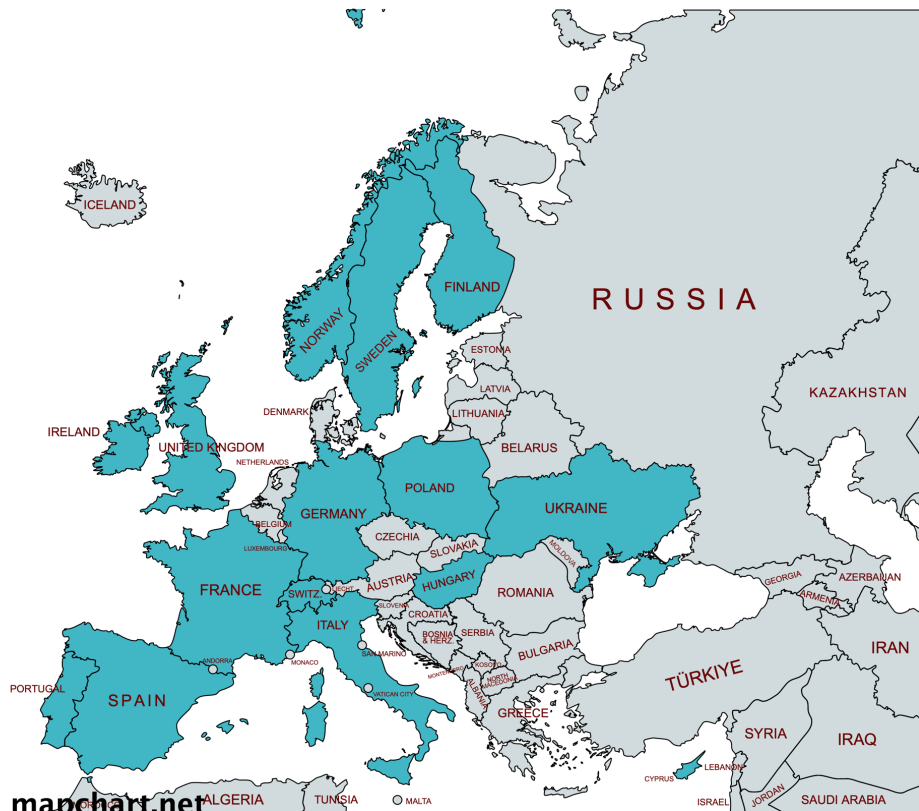 ICELAND
RUSSIA
FINLAND
NORWAY
SWEDEN
ESTONIA
LATVIA
LITHUANIA
KAZAKHSTAN
DENMARK
IRELAND
UNITED KINGDOM
BELARUS
NETHERLANDS
POLAND
GERMANY
UKRAINE
BELGIUM
CZECHIA
LUXEMBOURG
SLOVAKIA
MOLDOVA
FRANCE
SWITZ.
LIECHT.
AUSTRIA
HUNGARY
ROMANIA
GEORGIA
AZERBAIJAN
ARMENIA
SLOVENIA
CROATIA
ITALY
BOSNIA
& HERZ.
SERBIA
BULGARIA
SAN MARINO
MONACO
ANDORRA
MONTENEGRO
KOSOVO
NORTH
MACEDONIA
ALBANIA
IRAN
TÜRKIYE
PORTUGAL
SPAIN
VATICAN CITY
GREECE
SYRIA
IRAQ
LEBANON
CYPRUS
ISRAEL
JORDAN
SAUDI ARABIA
MOROCCO
ALGERIA
TUNISIA
MALTA
mapchart.net